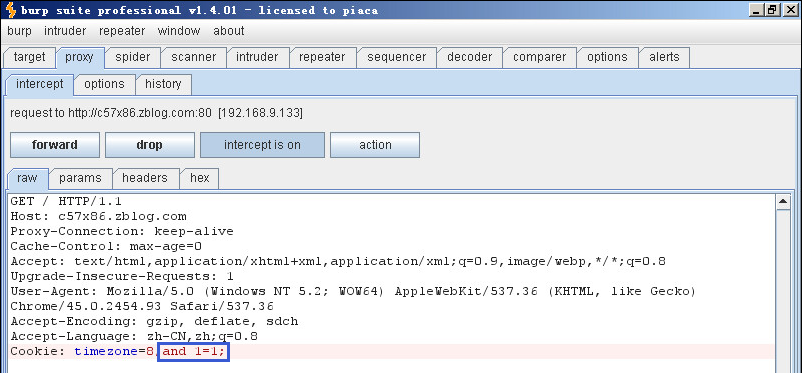 burp suite professional v1.4.01 - licensed to piaca
burp intruder repeater window about
target proxy spider scanner intruder repeater sequencer decoder comparer options alerts
intercept options history
request to http://c57x86.zblog.com:80 [192.168.9.133]
forward drop intercept is on action
raw params headers hex
GET / HTTP/1.1
Host: c57x86.zblog.com
Proxy-Connection: keep-alive
Cache-Control: max-age=0
Accept: text/html,application/xhtml+xml,application/xml;q=0.9,image/webp,*/*;q=0.8
Upgrade-Insecure-Requests: 1
User-Agent: Mozilla/5.0 (Windows NT 5.2; WOW64) AppleWebKit/537.36 (KHTML, like Gecko)
Chrome/45.0.2454.93 Safari/537.36
Accept-Encoding: gzip, deflate, sdch
Accept-Language: zh-CN,zh;q=0.8
Cookie: timezone=8 and 1=1;